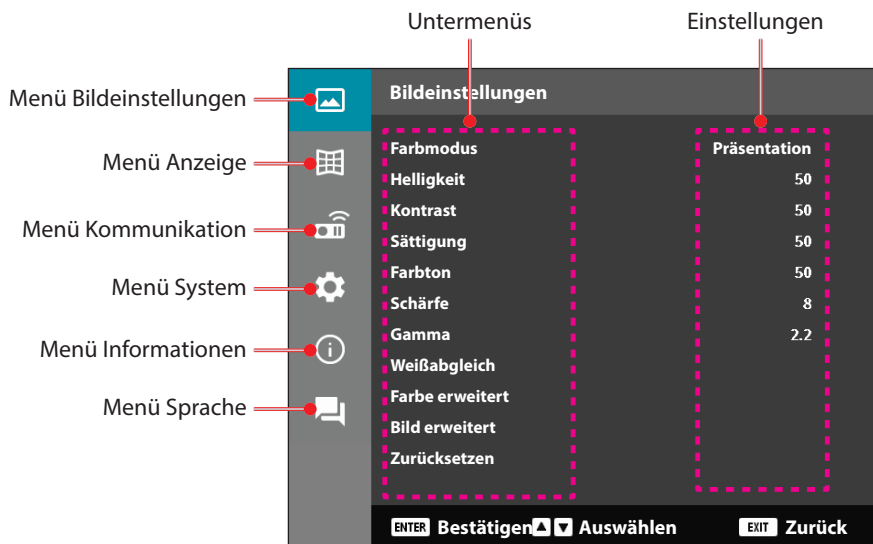 Untermenüs Einstellungen
Menü Bildeinstellungen
Menü Anzeige
Menü Kommunikation
Menü System
Menü Informationen
Menü Sprache
Bildeinstellungen
Farbmodus Präsentation
Helligkeit 50
Kontrast 50
Sättigung 50
Farbton 50
Schärfe 8
Gamma 2.2
Weißabgleich
Farbe erweitert
Bild erweitert
Zurücksetzen
ENTER Bestätigen Auswählen EXIT Zurück